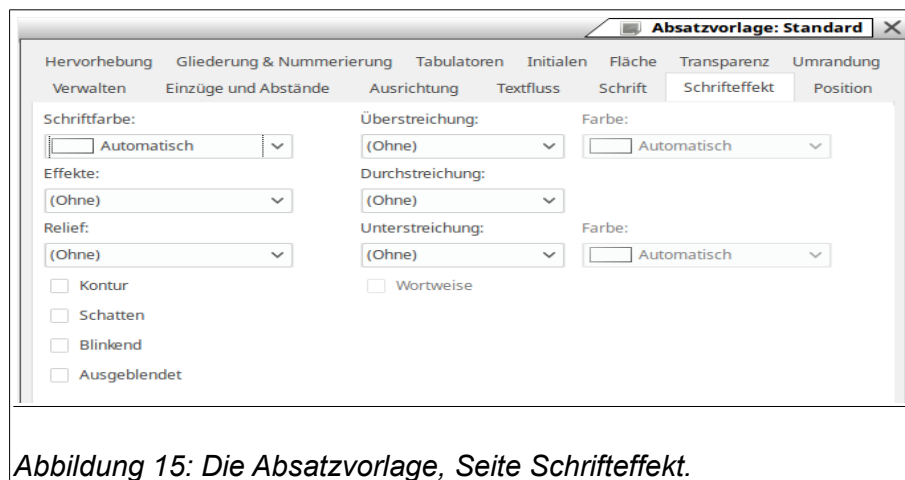 Absatzvorlage: Standard
Hervorhebung Gliederung & Nummerierung Tabulatoren Initialen Fläche Transparenz Umrandung
Verwalten Einzüge und Abstände Ausrichtung Textfluss Schrift Schrifteffekt Position
Schriftfarbe: Überstreichung: Farbe:
Automatisch (Ohne) Automatisch
Effekte: Durchstreichung:
(Ohne) (Ohne)
Relief: Unterstreichung: Farbe:
(Ohne) (Ohne) Automatisch
Kontur Wortweise
Schatten
Blinkend
Ausgeblendet
Abbildung 15: Die Absatzvorlage, Seite Schrifteffekt.